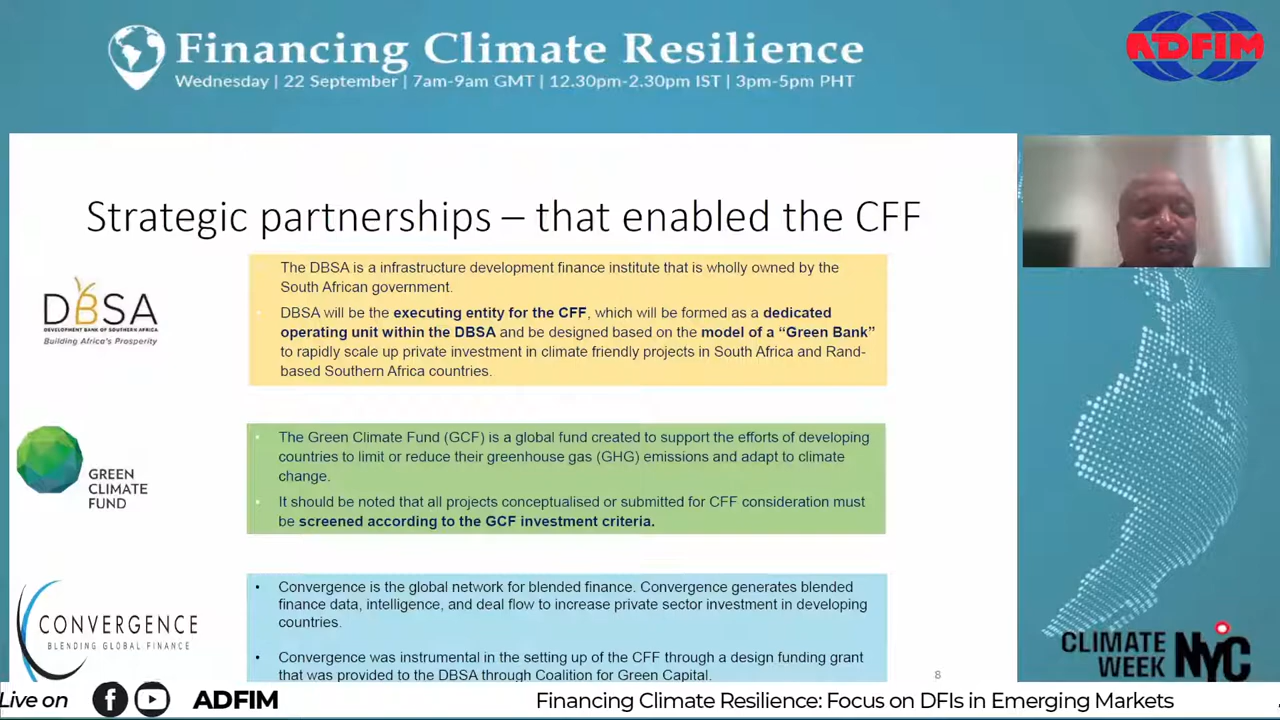 Financing Climate Resilience
Wednesday | 22 September | 7am-9am GMT | 12.30pm-2.30pm IST | 3pm-5pm PHT
ADFIM
Strategic partnerships – that enabled the CFF
DBSA
DEVELOPMENT BANK OF SOUTHERN AFRICA
Building Africa's Prosperity
The DBSA is a infrastructure development finance institute that is wholly owned by the
South African government.
• DBSA will be the executing entity for the CFF, which will be formed as a dedicated
operating unit within the DBSA and be designed based on the model of a “Green Bank”
to rapidly scale up private investment in climate friendly projects in South Africa and Rand-
based Southern Africa countries.
GREEN
CLIMATE
FUND
• The Green Climate Fund (GCF) is a global fund created to support the efforts of developing
countries to limit or reduce their greenhouse gas (GHG) emissions and adapt to climate
change.
• It should be noted that all projects conceptualised or submitted for CFF consideration must
be screened according to the GCF investment criteria.
CONVERGENCE
BLENDING GLOBAL FINANCE
• Convergence is the global network for blended finance. Convergence generates blended
finance data, intelligence, and deal flow to increase private sector investment in developing
countries.
• Convergence was instrumental in the setting up of the CFF through a design funding grant
that was provided to the DBSA through Coalition for Green Capital.
8
CLIMATE
WEEK NYC
Live on ADFIM
Financing Climate Resilience: Focus on DFIs in Emerging Markets